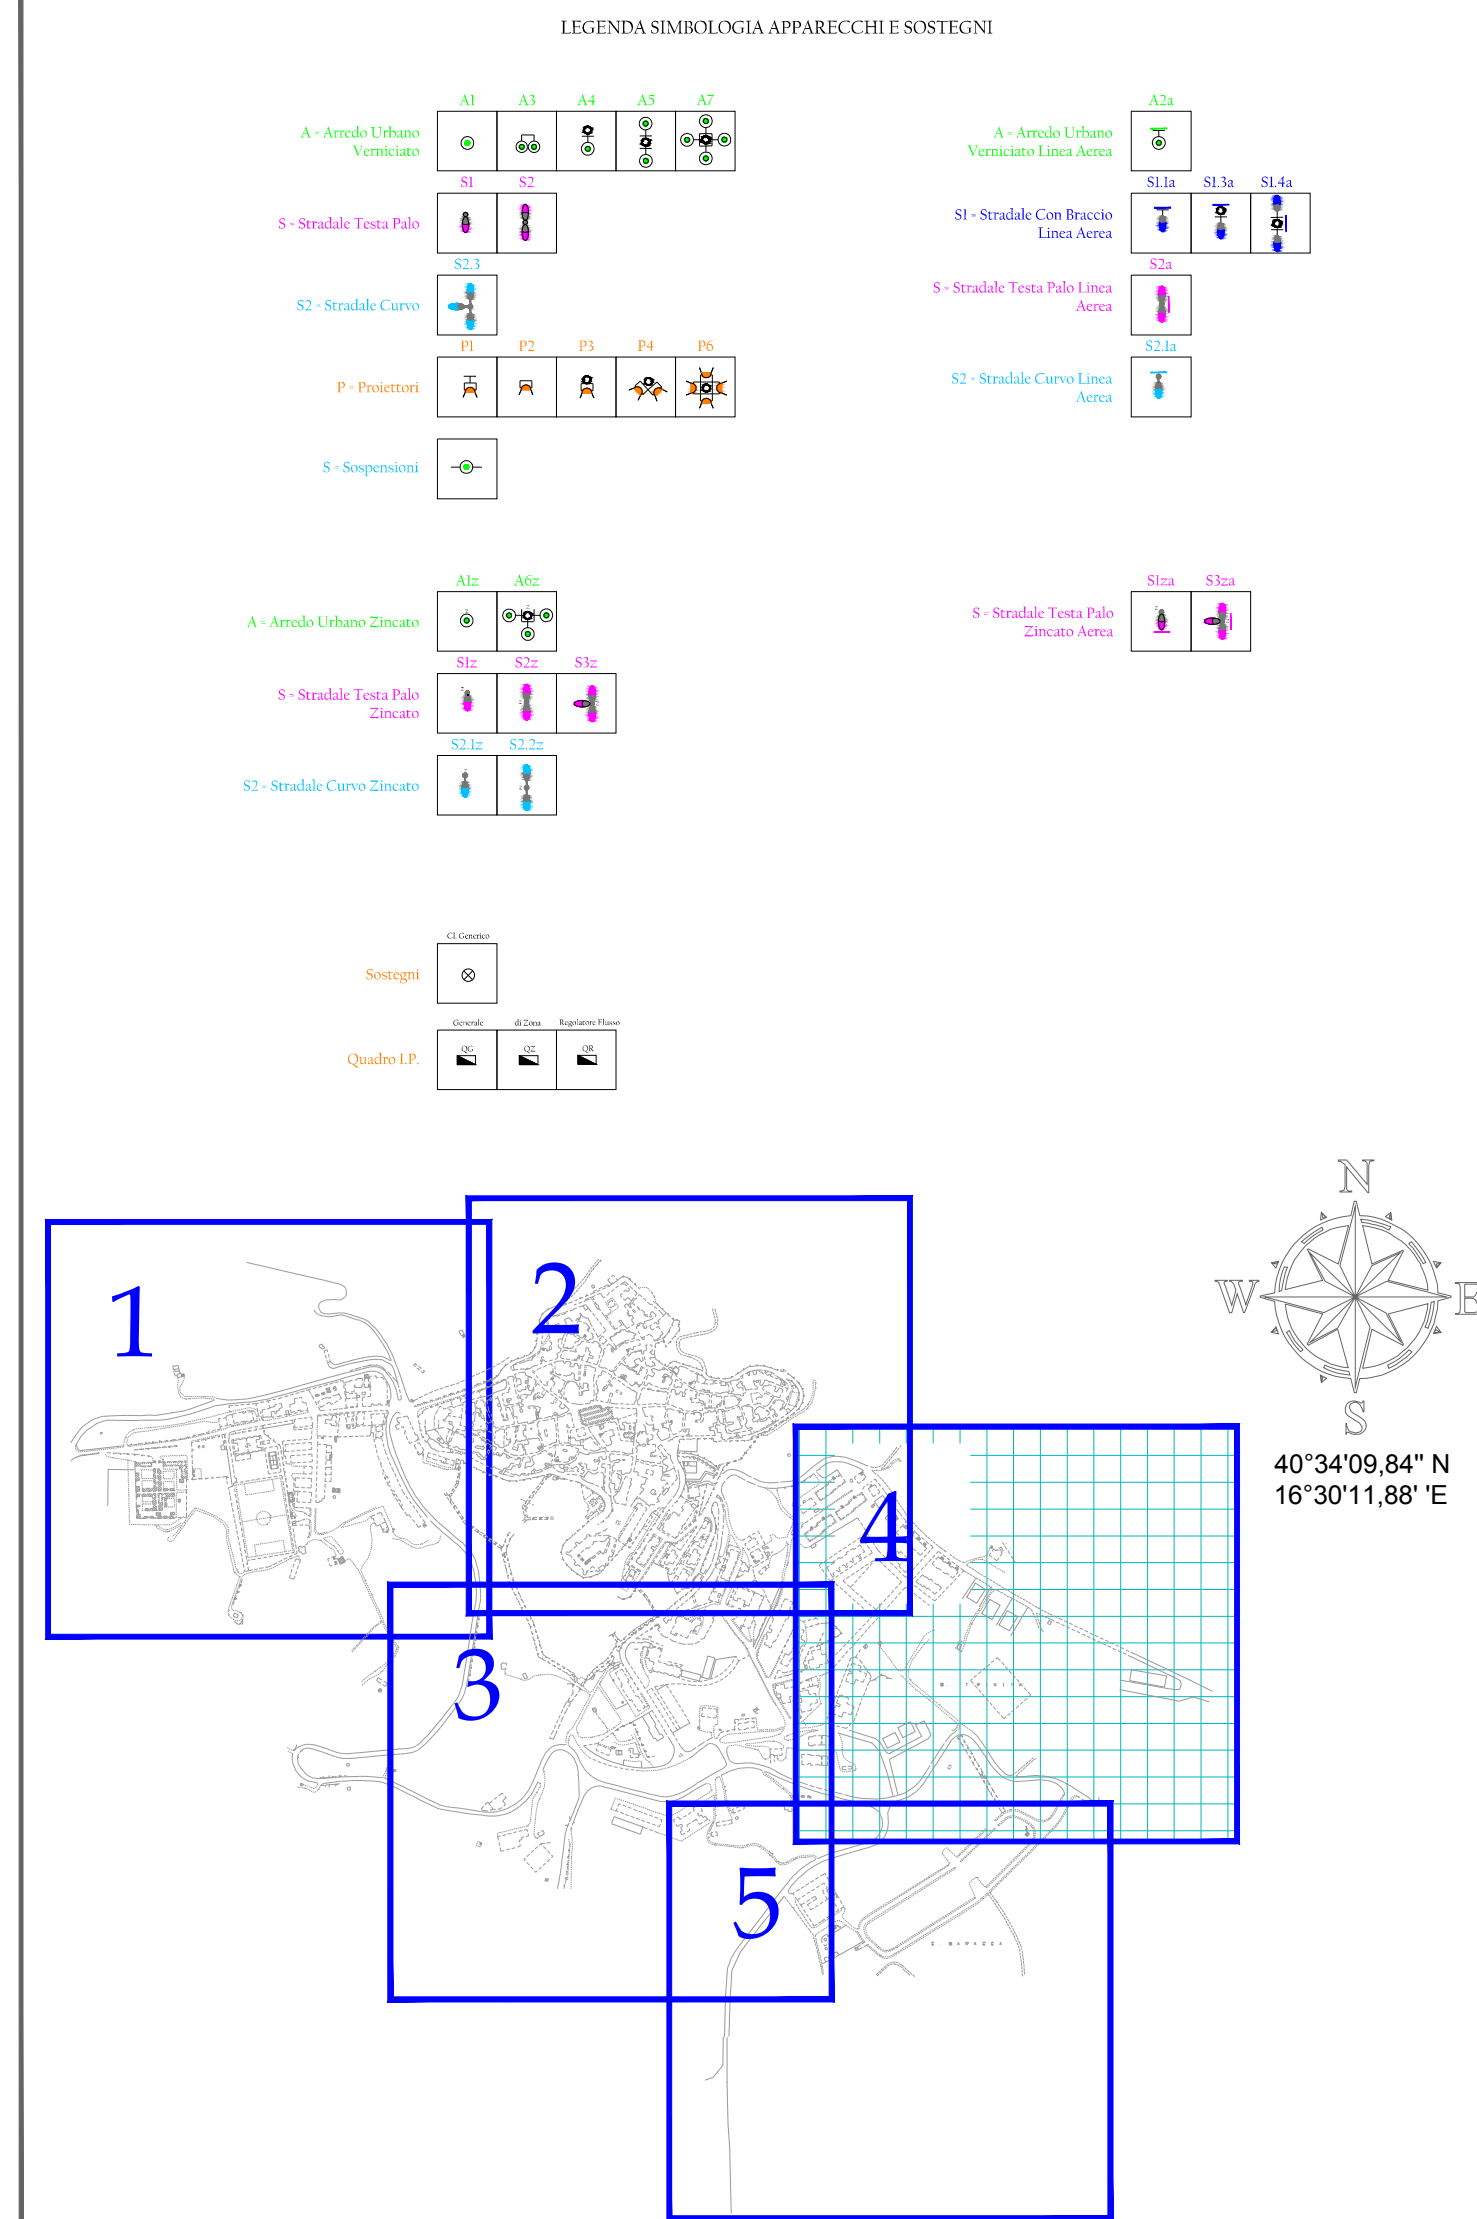 LEGENDA SIMBOLOGIA APPARECCHI E SOSTEGNI
A1 A3 A4 A5 A7
A = Arredo Urbano
Verniciato
S1 S2
S = Stradale Testa Palo
S2.3
S2 = Stradale Curvo
P1 P2 P3 P4 P6
P = Proiettori
S = Sospensioni
A2a
A = Arredo Urbano
Verniciato Linea Aerea
S1.1a S1.3a S1.4a
S1 = Stradale Con Braccio
Linea Aerea
S2a
S = Stradale Testa Palo Linea
Aerea
S2.1a
S2 = Stradale Curvo Linea
Aerea
A1z A6z
A = Arredo Urbano Zincato
S1z S2z S3z
S = Stradale Testa Palo
Zincato
S2.1z S2.2z
S2 = Stradale Curvo Zincato
S1za S3za
S = Stradale Testa Palo
Zincato Aerea
Cl. Generico
Sostegni
Generale di Zona Regolatore Flusso
QG QZ QR
Quadro I.P.
N
W E
S
40°34'09,84" N
16°30'11,88' 'E
1
2
4
3
5